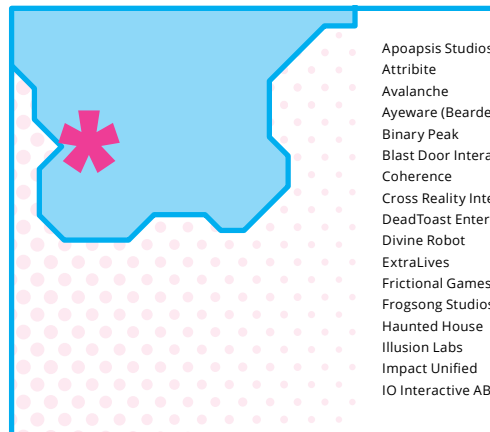 Apoapsis Studios
Attribite
Avalanche
Ayeware (Bearde
Binary Peak
Blast Door Intera
Coherence
Cross Reality Inte
DeadToast Enter
Divine Robot
ExtraLives
Frictional Games
Frogsong Studios
Haunted House
Illusion Labs
Impact Unified
IO Interactive AB